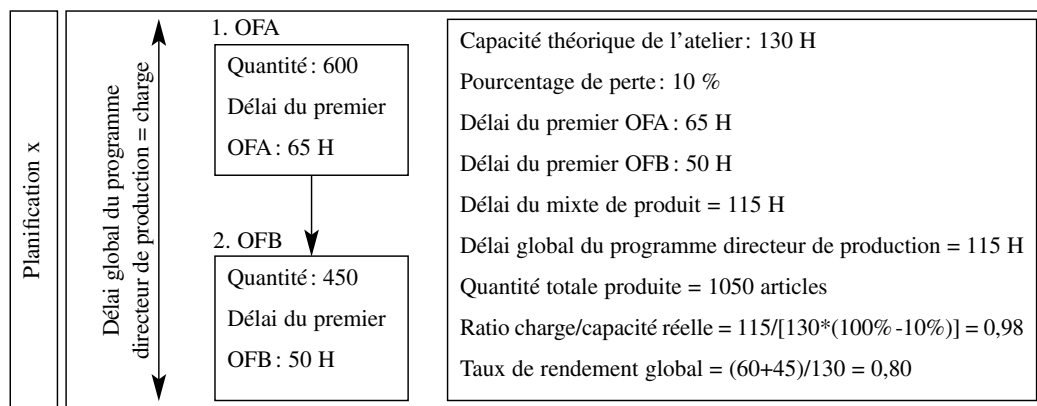 Planification x
Délai global du programme
directeur de production = charge
1. OFA
Quantité : 600
Délai du premier
OFA : 65 H
2. OFB
Quantité : 450
Délai du premier
OFB : 50 H
Capacité théorique de l’atelier : 130 H
Pourcentage de perte : 10 %
Délai du premier OFA : 65 H
Délai du premier OFB : 50 H
Délai du mixte de produit = 115 H
Délai global du programme directeur de production = 115 H
Quantité totale produite = 1050 articles
Ratio charge/capacité réelle = 115/[130*(100% -10%)] = 0,98
Taux de rendement global = (60+45)/130 = 0,80